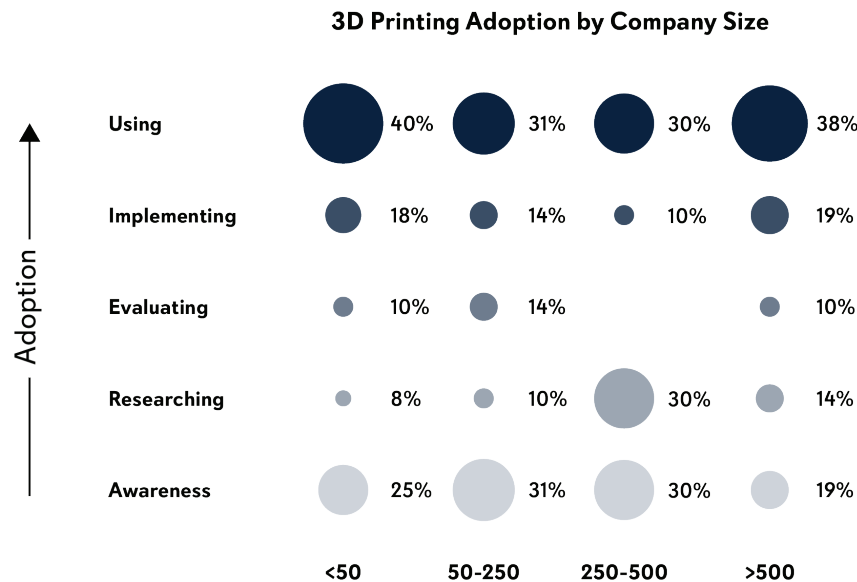 3D Printing Adoption by Company Size
Adoption
Using 40% 31% 30% 38%
Implementing 18% 14% 10% 19%
Evaluating 10% 14% 10%
Researching 8% 10% 30% 14%
Awareness 25% 31% 30% 19%
<50 50-250 250-500 >500